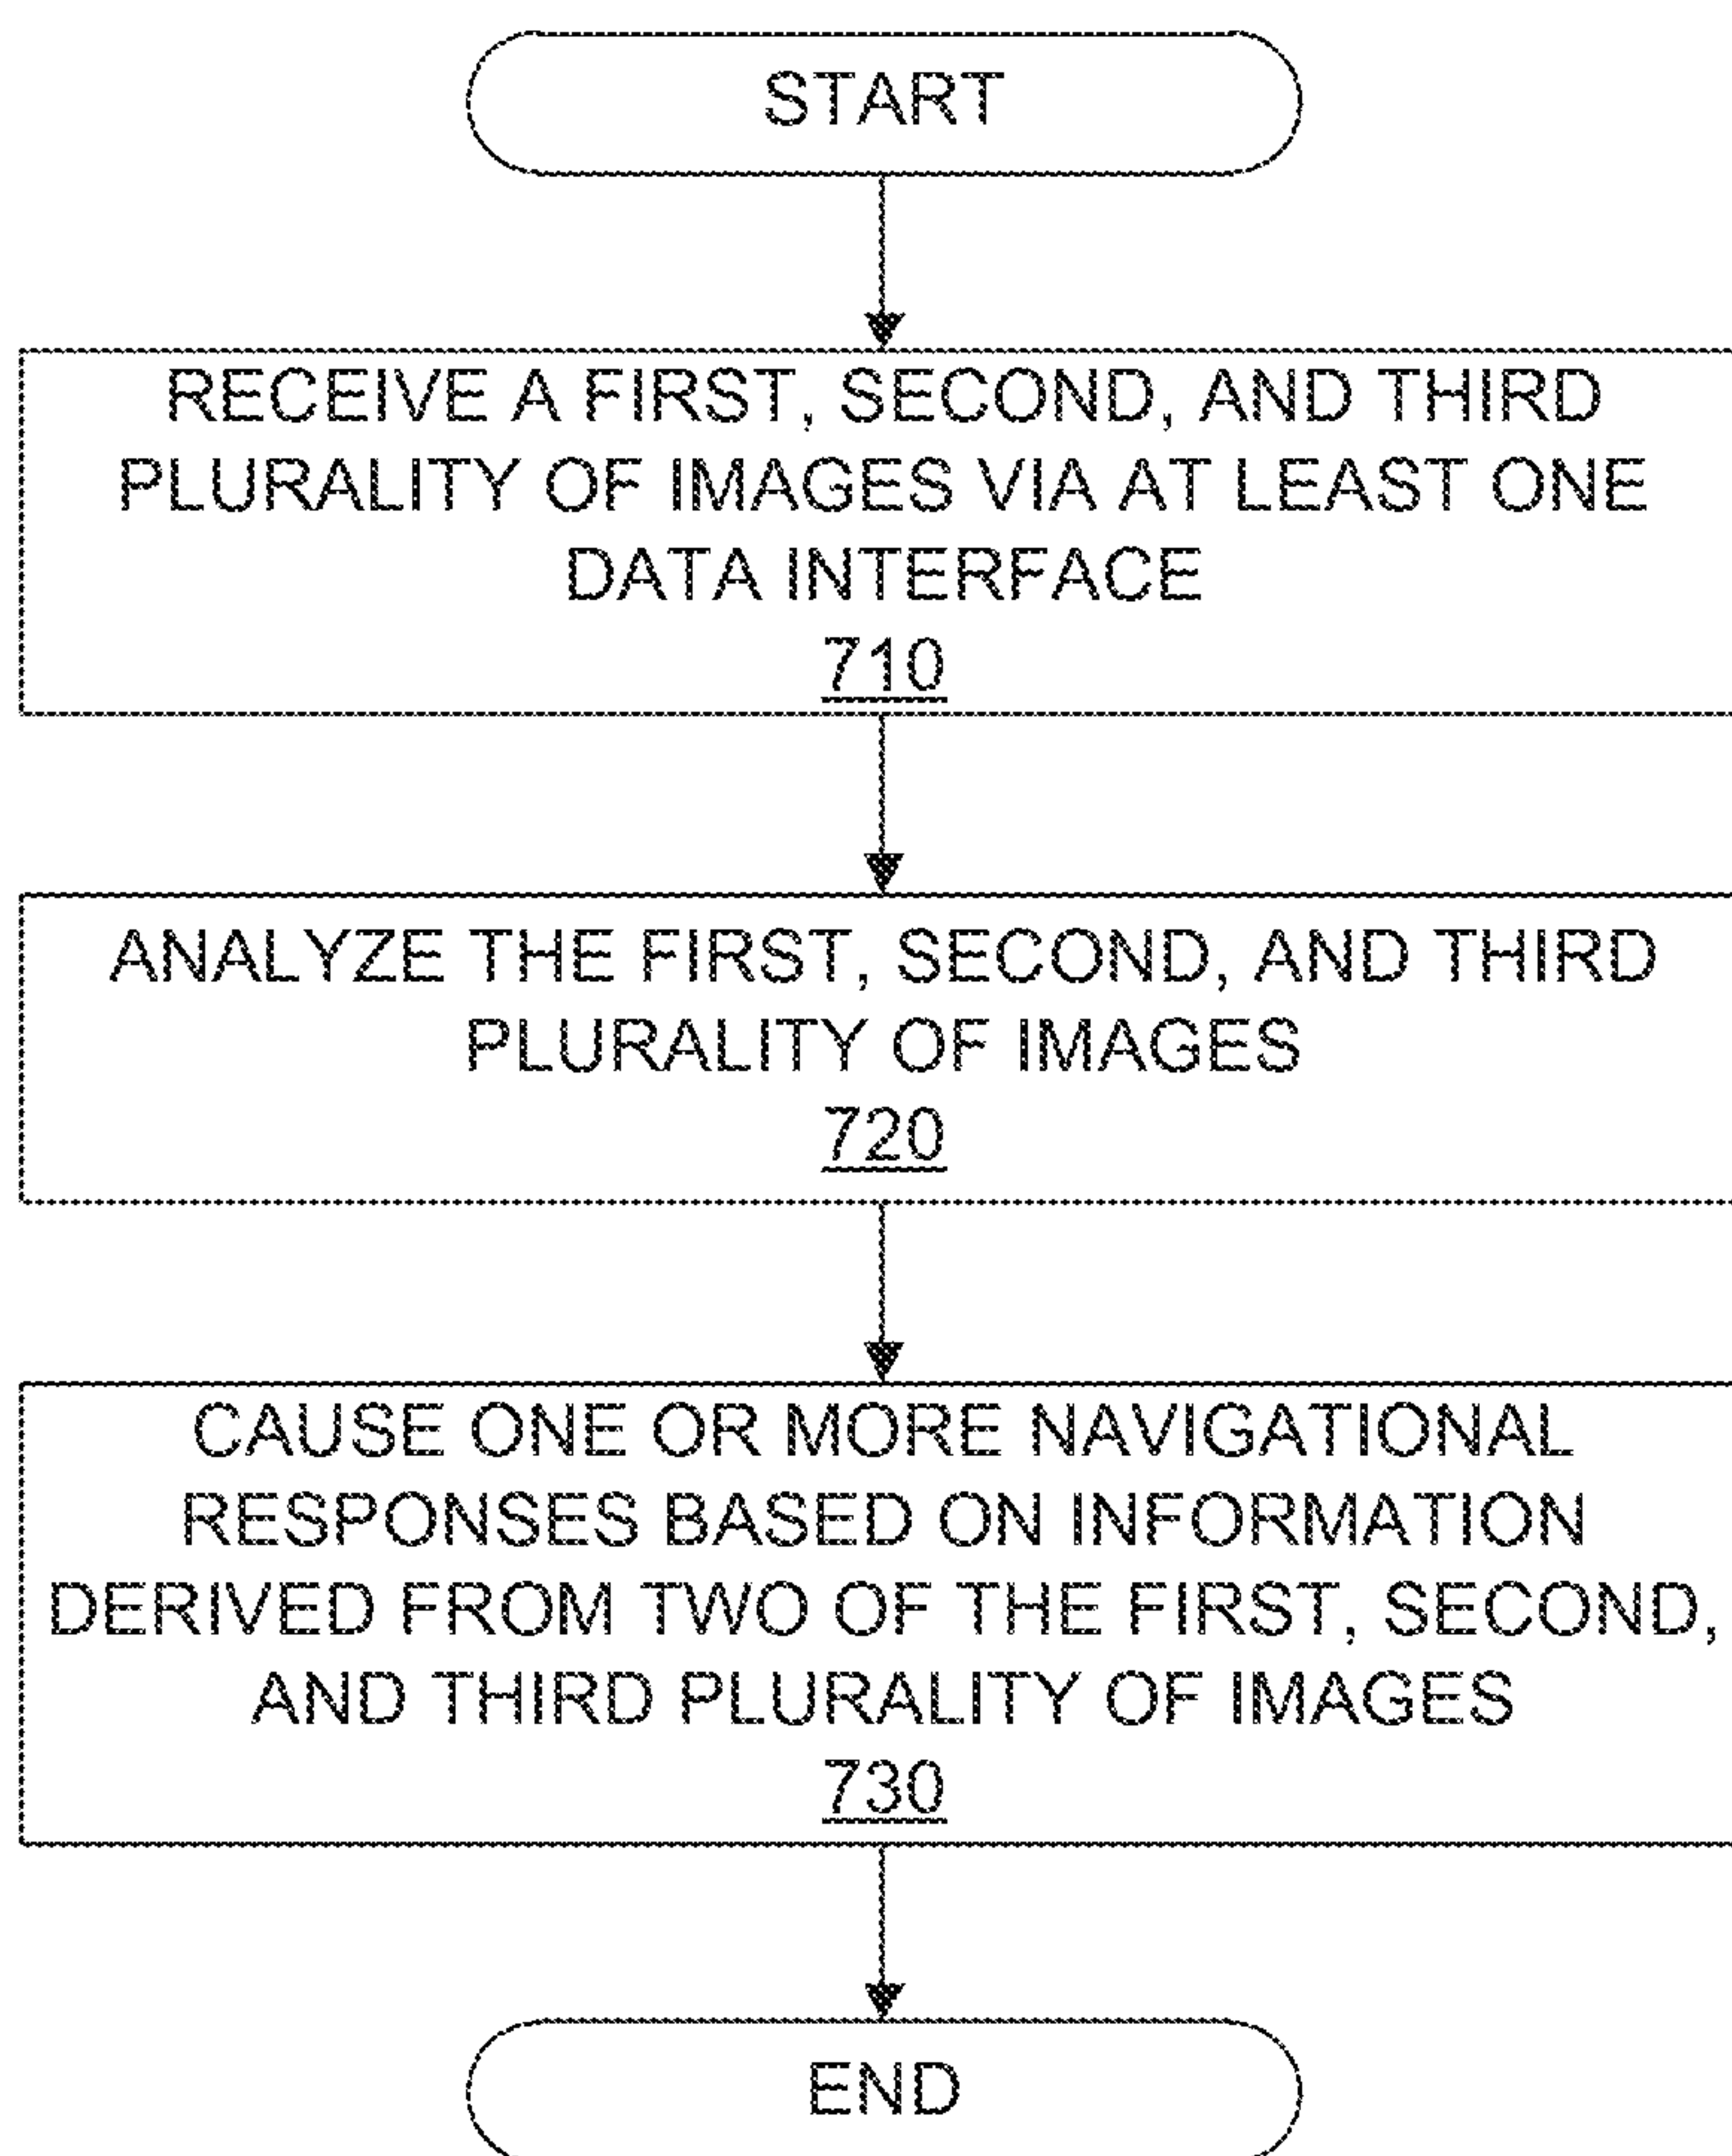 START
RECEIVE A FIRST, SECOND, AND THIRD
PLURALITY OF IMAGES VIA AT LEAST ONE
DATA INTERFACE
710
ANALYZE THE FIRST, SECOND, AND THIRD
PLURALITY OF IMAGES
720
CAUSE ONE OR MORE NAVIGATIONAL
RESPONSES BASED ON INFORMATION
DERIVED FROM TWO OF THE FIRST, SECOND,
AND THIRD PLURALITY OF IMAGES
730
END